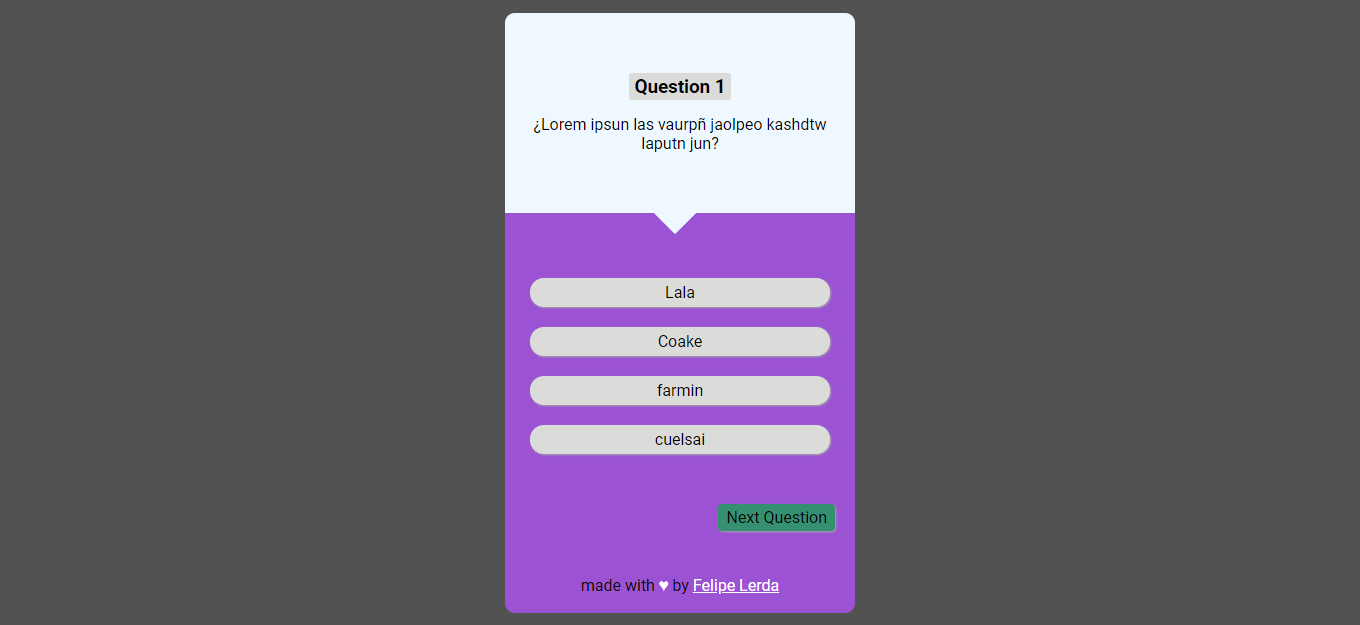 Question 1
¿Lorem ipsun las vaurpñ jaolpeo kashdtw
laputn jun?
Lala
Coake
farmin
cuelsai
Next Question
made with ♥ by Felipe Lerda